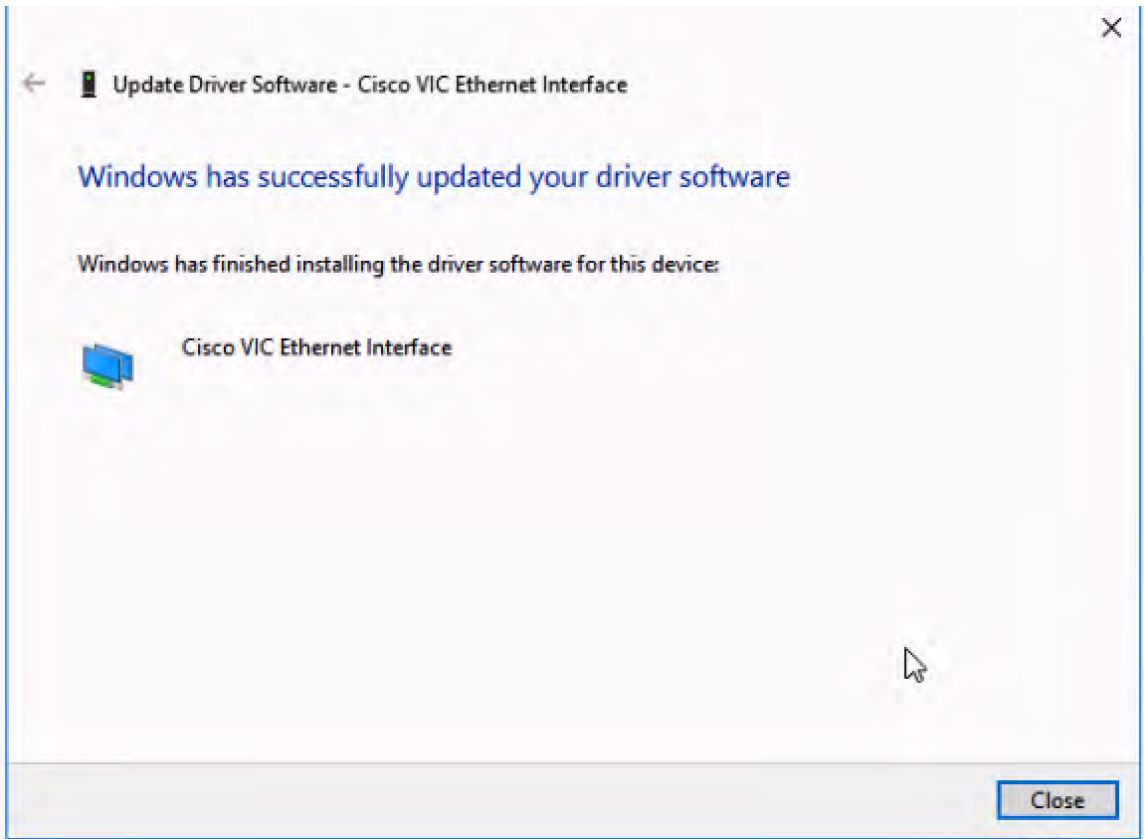 Update Driver Software - Cisco VIC Ethernet Interface
Windows has successfully updated your driver software
Windows has finished installing the driver software for this device:
Cisco VIC Ethernet Interface
Close